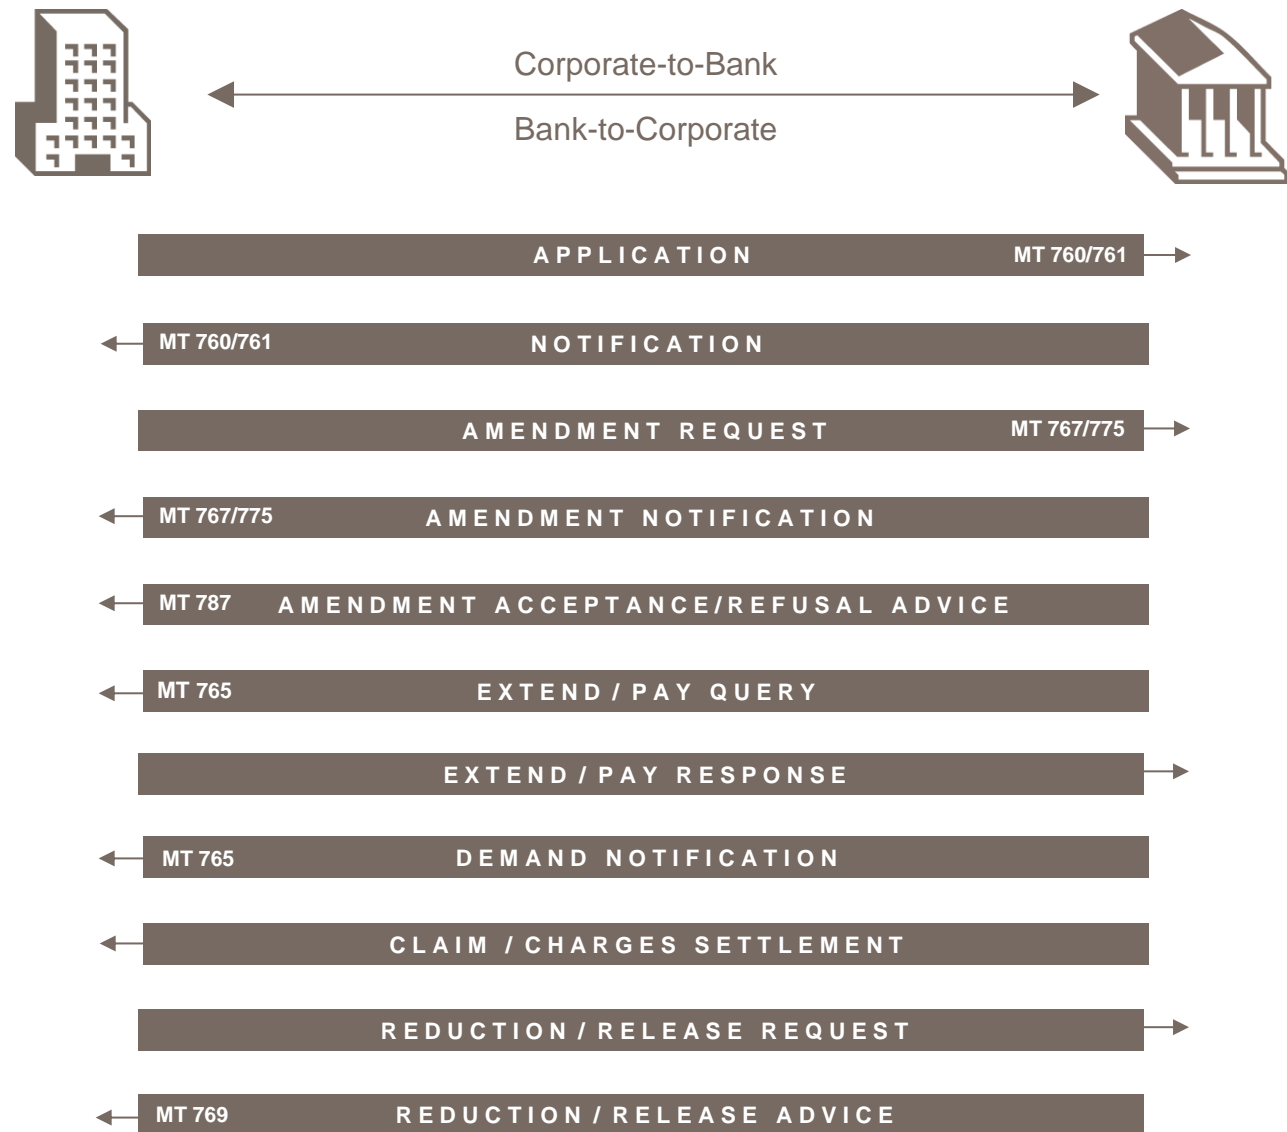 Corporate-to-Bank
Bank-to-Corporate
APPLICATION MT 760/761
MT 760/761 NOTIFICATION
AMENDMENT REQUEST MT 767/775
MT 767/775 AMENDMENT NOTIFICATION
MT 787 AMENDMENT ACCEPTANCE/REFUSAL ADVICE
MT 765 EXTEND / PAY QUERY
EXTEND / PAY RESPONSE
MT 765 DEMAND NOTIFICATION
CLAIM / CHARGES SETTLEMENT
REDUCTION / RELEASE REQUEST
MT 769 REDUCTION / RELEASE ADVICE